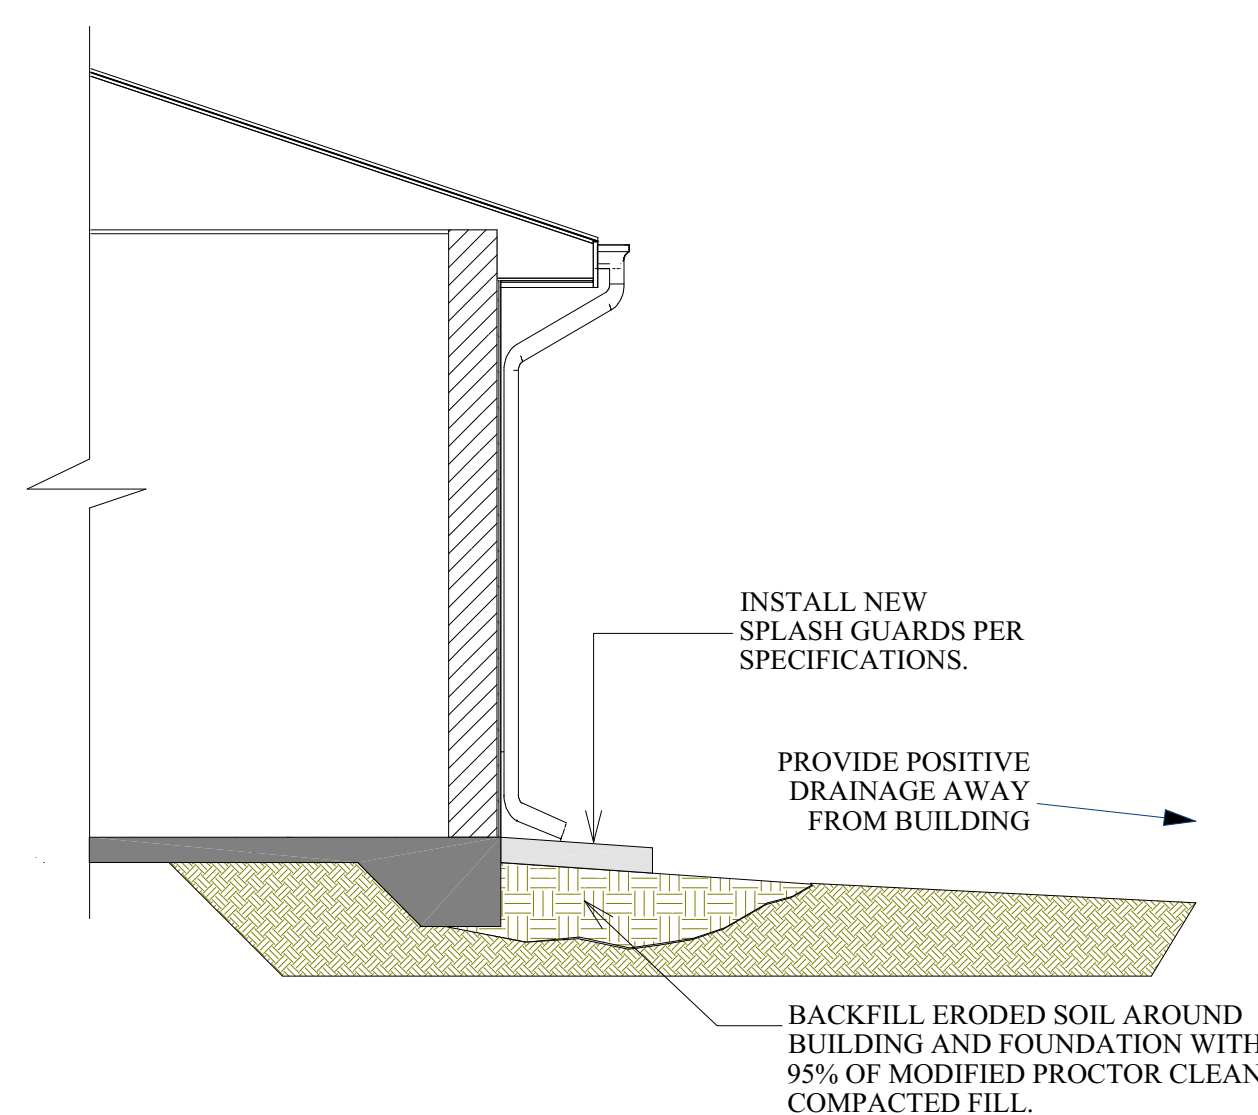 INSTALL NEW
SPLASH GUARDS PER
SPECIFICATIONS.
PROVIDE POSITIVE
DRAINAGE AWAY
FROM BUILDING
BACKFILL ERODED SOIL AROUND
BUILDING AND FOUNDATION WITH
95% OF MODIFIED PROCTOR CLEAN
COMPACTED FILL.